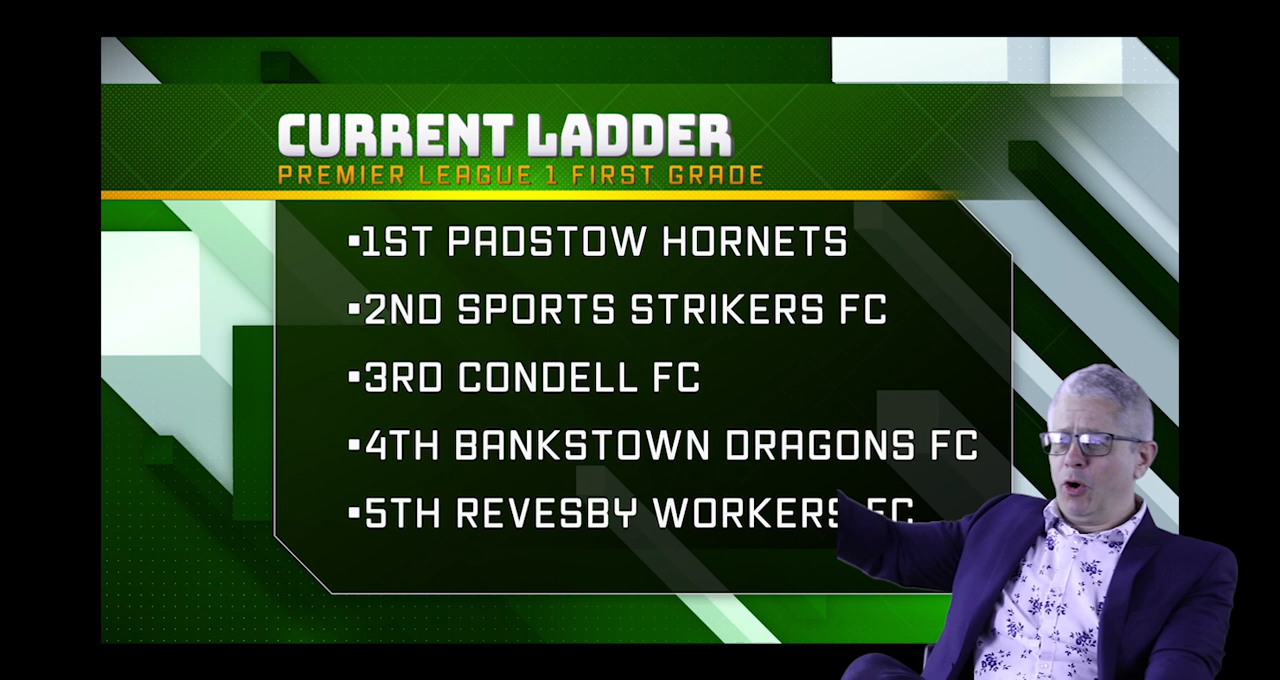 CURRENT LADDER
PREMIER LEAGUE 1 FIRST GRADE
▪1ST PADSTOW HORNETS
▪2ND SPORTS STRIKERS FC
▪3RD CONDELL FC
▪4TH BANKSTOWN DRAGONS FC
▪5TH REVESBY WORKERS FC